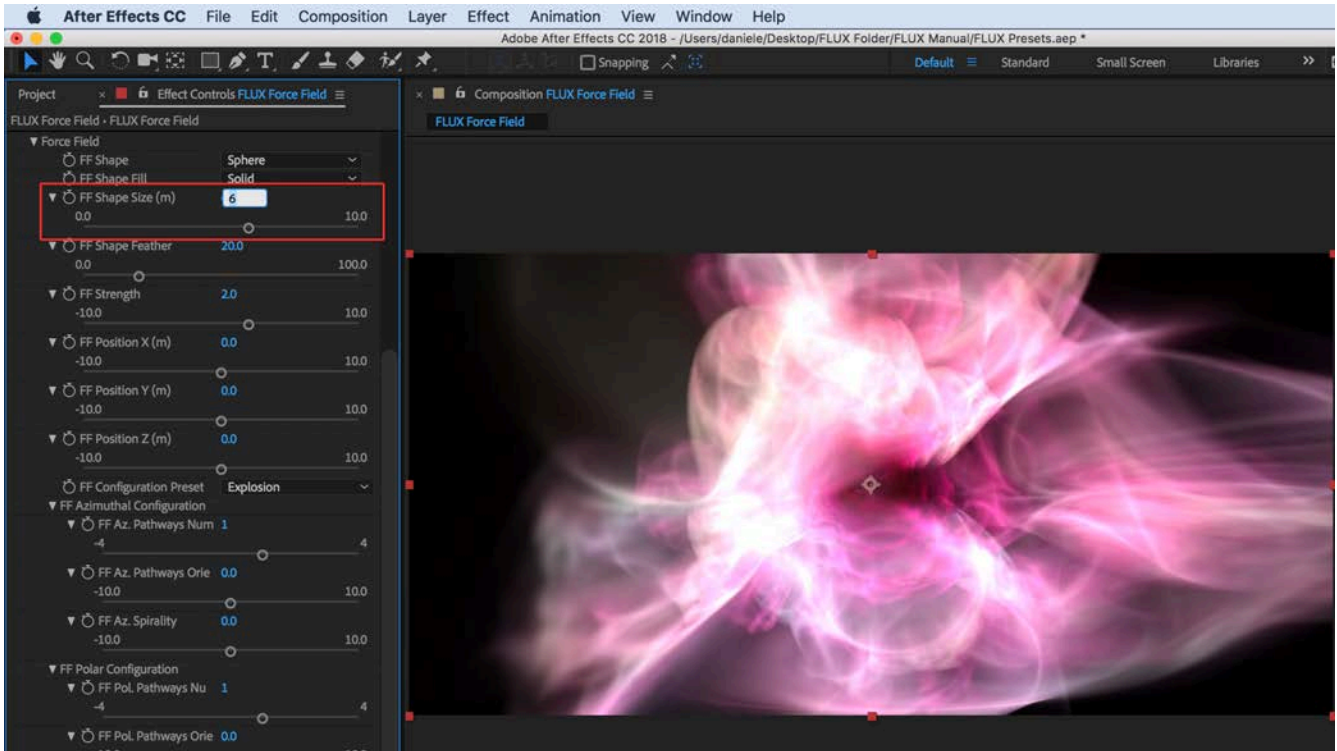 After Effects CC File Edit Composition Layer Effect Animation View Window Help
Adobe After Effects CC 2018 - /Users/daniele/Desktop/FLUX Folder/FLUX Manual/FLUX Presets.aep *
T Snapping Default Standard Small Screen Libraries >>
Project × Effect Controls FLUX Force Field × Composition FLUX Force Field
FLUX Force Field • FLUX Force Field
FLUX Force Field
Force Field
FF Shape Sphere
FF Shape Fill Solid
FF Shape Size (m) 6
0.0 10.0
FF Shape Feather 20.0
0.0 100.0
FF Strength 2.0
-10.0 10.0
FF Position X (m) 0.0
-10.0 10.0
FF Position Y (m) 0.0
-10.0 10.0
FF Position Z (m) 0.0
-10.0 10.0
FF Configuration Preset Explosion
FF Azimuthal Configuration
FF Az. Pathways Num 1
-4 4
FF Az. Pathways Orie 0.0
-10.0 10.0
FF Az. Spirality 0.0
-10.0 10.0
FF Polar Configuration
FF Pol. Pathways Nu 1
-4 4
FF Pol. Pathways Orie 0.0